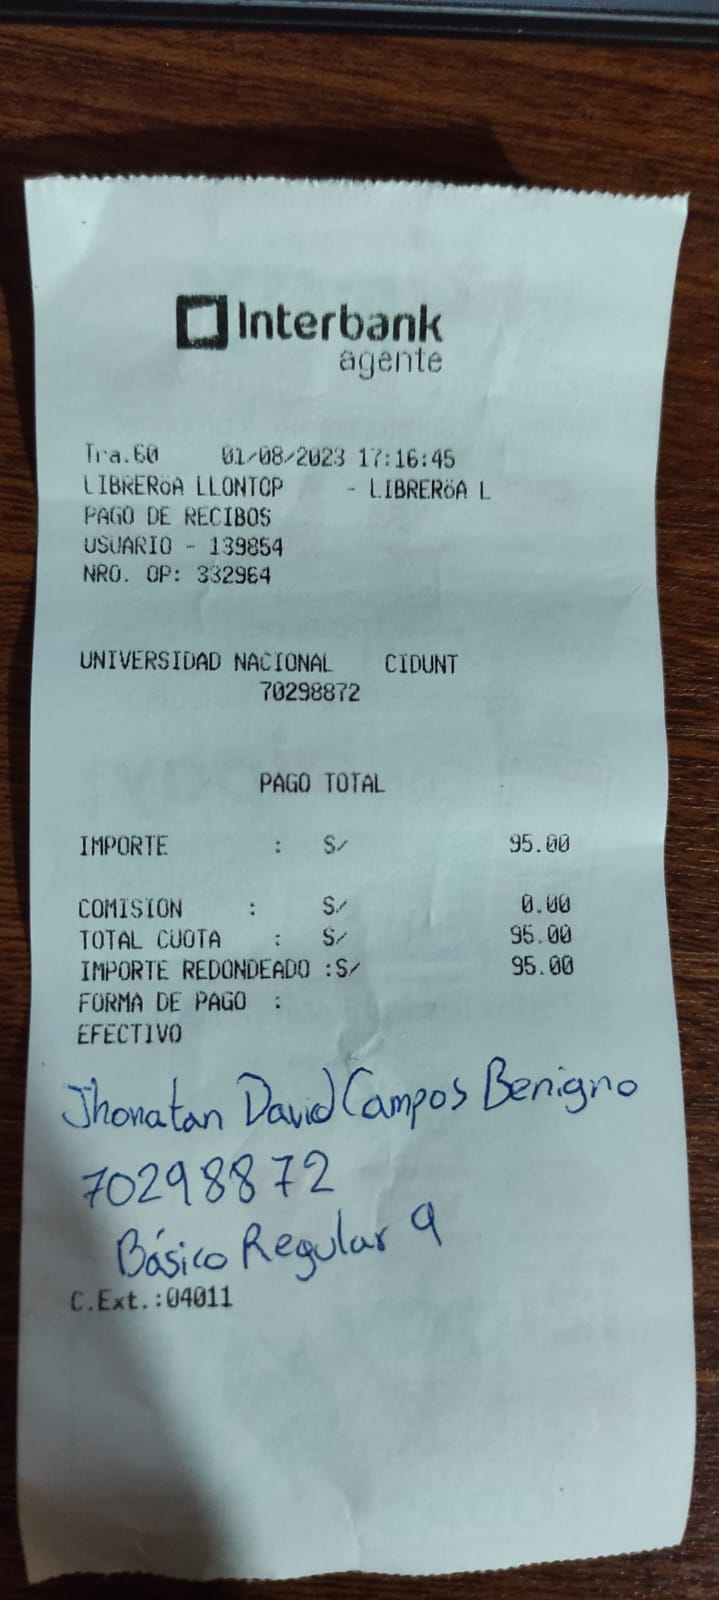 Interbank
agente
Tra.60 01/08/2023 17:16:45
LIBRERöA LLONTOP - LIBRERöA L
PAGO DE RECIBOS
USUARIO - 139854
NRO. OP: 332964
UNIVERSIDAD NACIONAL CIDUNT
70298872
PAGO TOTAL
IMPORTE : S/ 95.00
COMISION : S/ 0.00
TOTAL CUOTA : S/ 95.00
IMPORTE REDONDEADO :S/ 95.00
FORMA DE PAGO :
EFECTIVO
Jhonatan David Campos Benigno
70298872
Básico Regular 9
C.Ext.:04011